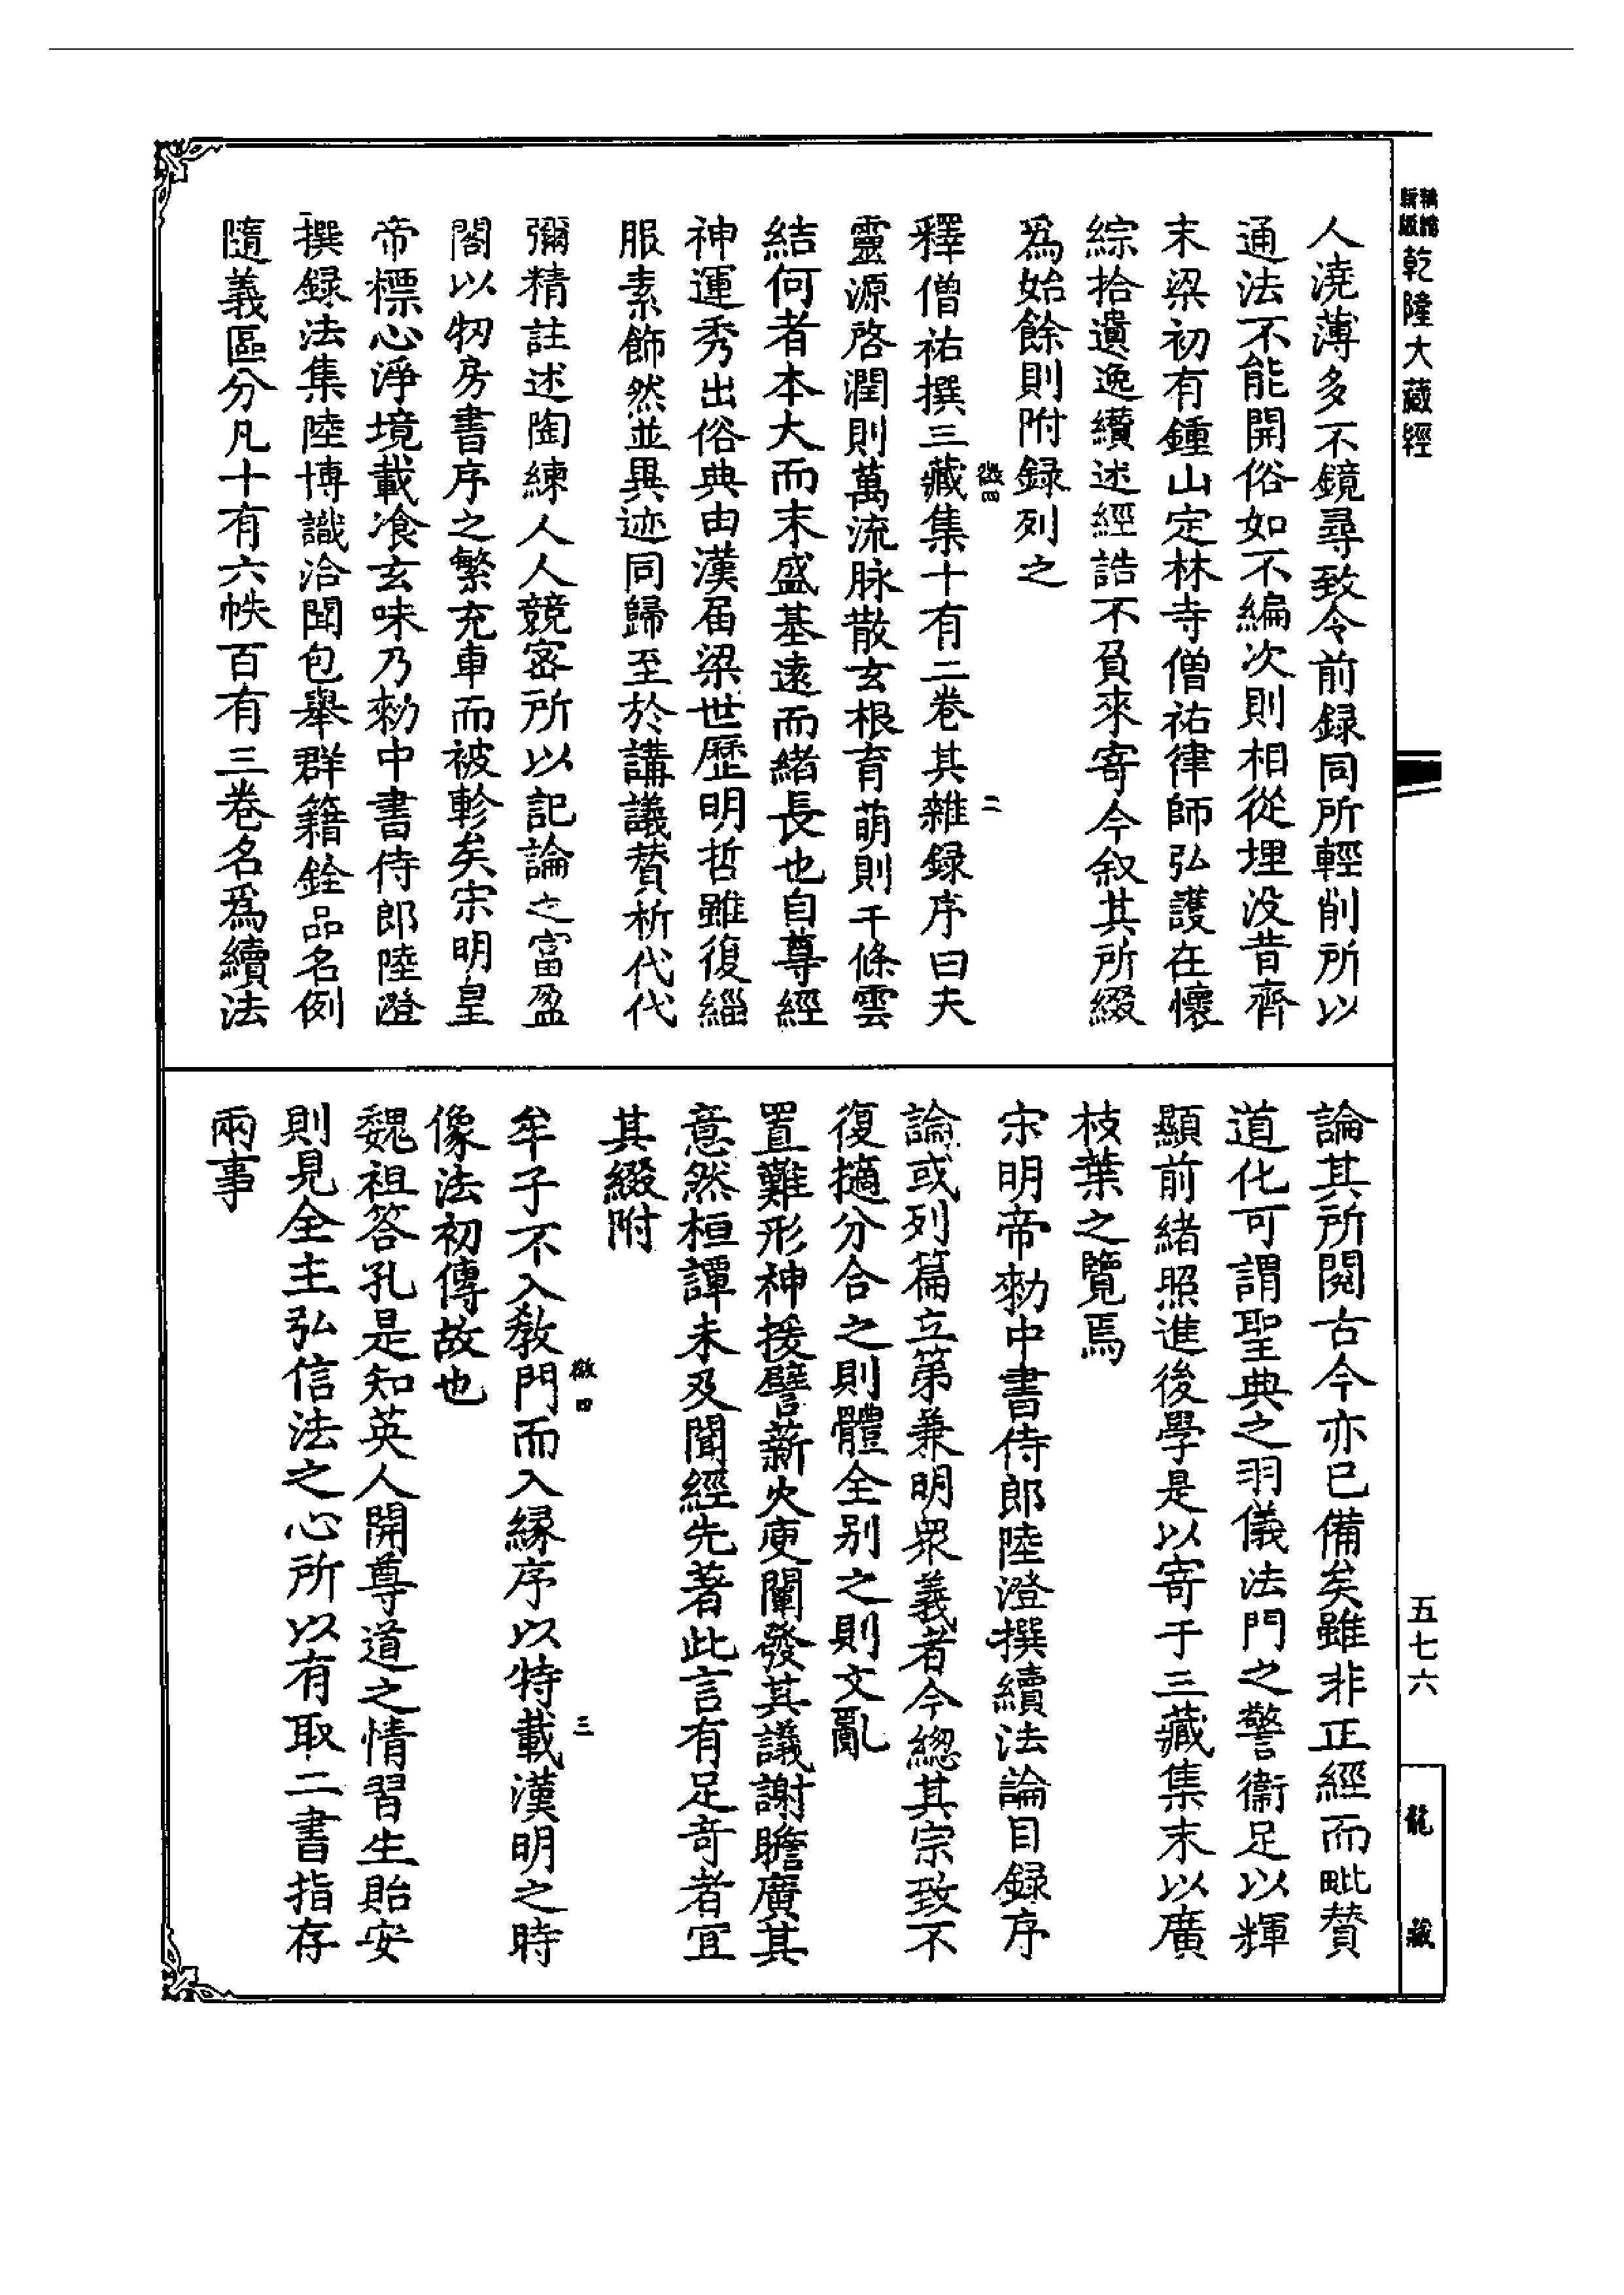 精縮
新版
乾隆大藏經
人澆薄多不鏡尋致令前録同所輕削所以
通法不能開俗如不編次則相從埋没昔齊
末梁初有鍾山定林寺僧祐律師弘護在懷
綜拾遺逸纘述經誥不負來寄今叙其所綴
爲始餘則附録列之
徵四
二
釋僧祐撰三藏集十有二卷其雜録序曰夫
靈源啓潤則萬流脉散玄根育萌則千條雲
結何者本大而末盛基遠而緒長也自尊經
神運秀出俗典由漢届梁世歷明哲雖復緇
服素飾然並異迹同歸至於講議賛析代代
彌精註述陶練人人競密所以記論之富盈
閣以牣房書序之繁充車而被軫矣宋明皇
帝標心淨境載飡玄味乃勑中書侍郎陸澄
撰録法集陸博識洽聞包舉群籍銓品名例
隨義區分凡十有六帙百有三卷名爲續法
論其所閱古今亦已備矣雖非正經而毗賛
道化可謂聖典之羽儀法門之警衞足以輝
顯前緒照進後學是以寄于三藏集末以廣
枝葉之覽焉
宋明帝勑中書侍郎陸澄撰續法論目録序
論或列篇立第兼明衆義者今總其宗致不
復擿分合之則體全别之則文亂
置難形神援譬薪火庾闡發其議謝瞻廣其
意然桓譚未及聞經先著此言有足奇者宜
其綴附
徵四
三
牟子不入敎門而入緣序以特載漢明之時
像法初傳故也
魏祖答孔是知英人開尊道之情習生貽安
則見全主弘信法之心所以有取二書指存
兩事
五七六
龍藏